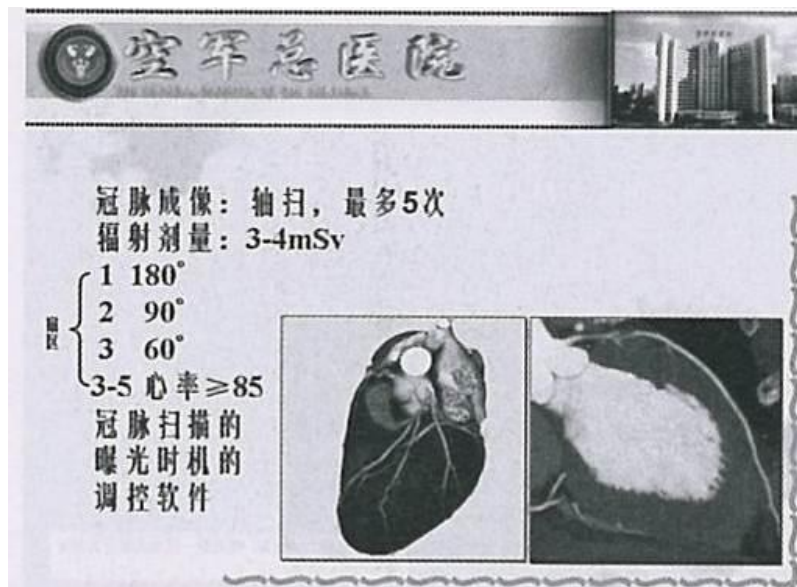 空军总医院
冠脉成像：轴扫，最多5次
辐射剂量：3-4mSv
扇区
1 180°
2 90°
3 60°
3-5 心率≥85
冠脉扫描的
曝光时机的
调控软件